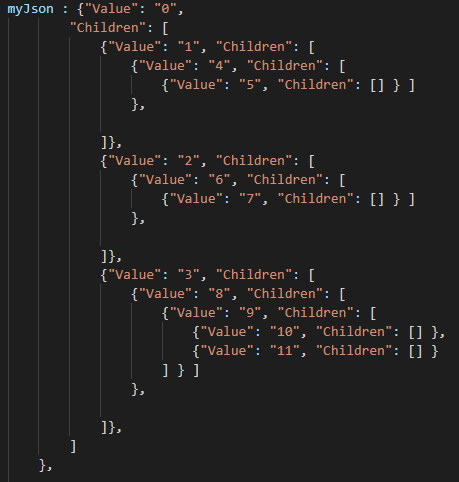 myJson : {"Value": "0",
"Children": [
{"Value": "1", "Children": [
{"Value": "4", "Children": [
{"Value": "5", "Children": [] } ]
},
]},
{"Value": "2", "Children": [
{"Value": "6", "Children": [
{"Value": "7", "Children": [] } ]
},
]},
{"Value": "3", "Children": [
{"Value": "8", "Children": [
{"Value": "9", "Children": [
{"Value": "10", "Children": [] },
{"Value": "11", "Children": [] }
] } ]
},
]},
]
},